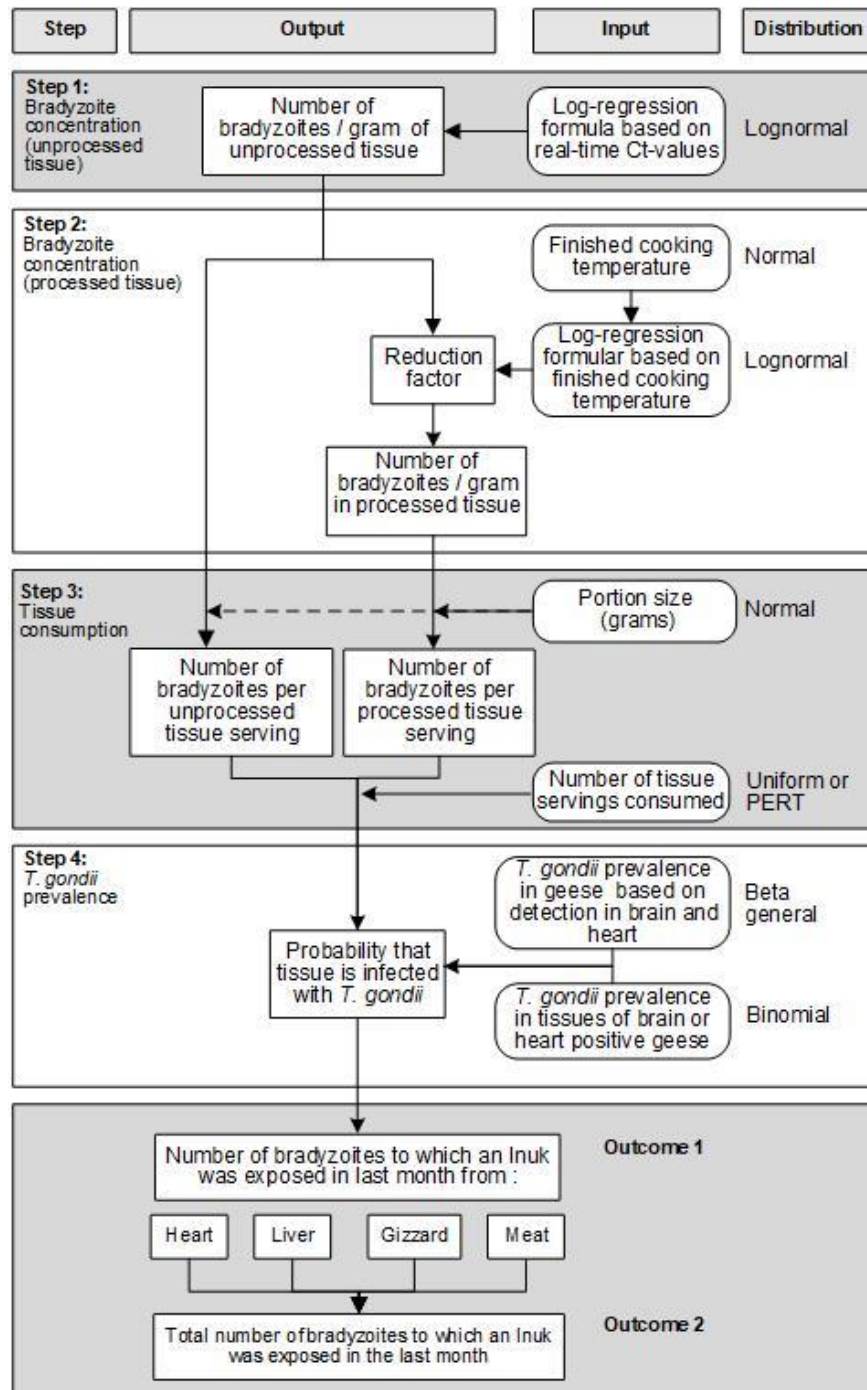 Step
Output
Input
Distribution
Step 1:
Bradyzoite
concentration
(unprocessed
tissue)
Number of
bradyzoites / gram of
unprocessed tissue
Log-regression
formula based on
real-time Ct-values
Lognormal
Step 2:
Bradyzoite
concentration
(processed tissue)
Finished cooking
temperature
Normal
Reduction
factor
Log-regression
formular based on
finished cooking
temperature
Lognormal
Number of
bradyzoites / gram
in processed tissue
Step 3:
Tissue
consumption
Portion size
(grams)
Normal
Number of
bradyzoites per
unprocessed
tissue serving
Number of
bradyzoites per
processed tissue
serving
Number of tissue
servings consumed
Uniform or
PERT
Step 4:
T. gondii
prevalence
T. gondii prevalence
in geese based on
detection in brain and
heart
Beta
general
Probability that
tissue is infected
with T. gondii
T. gondii prevalence
in tissues of brain or
heart positive geese
Binomial
Number of bradyzoites to which an Inuk
was exposed in last month from :
Outcome 1
Heart
Liver
Gizzard
Meat
Total number of bradyzoites to which an Inuk
was exposed in the last month
Outcome 2